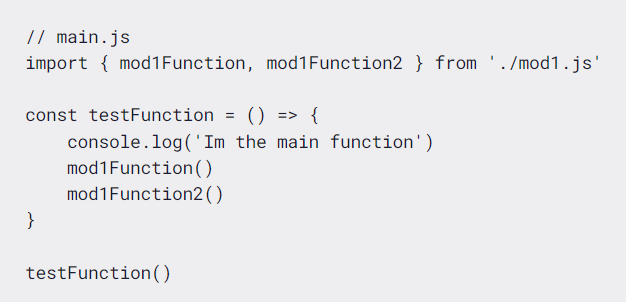 // main.js
import { mod1Function, mod1Function2 } from './mod1.js'
const testFunction = () => {
console.log('Im the main function')
mod1Function()
mod1Function2()
}
testFunction()